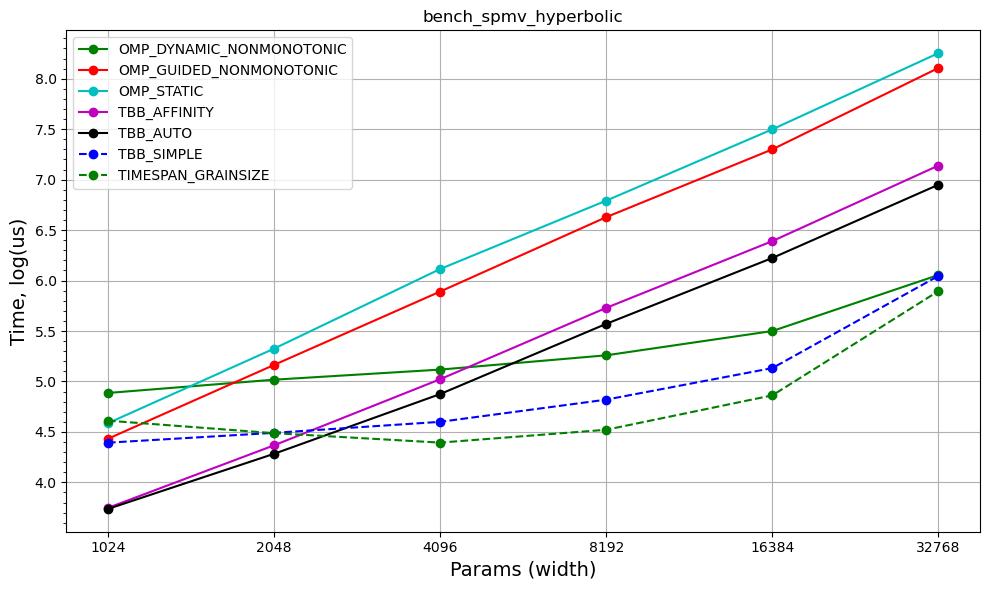 bench_spmv_hyperbolic
OMP_DYNAMIC_NONMONOTONIC
OMP_GUIDED_NONMONOTONIC
OMP_STATIC
TBB_AFFINITY
TBB_AUTO
TBB_SIMPLE
TIMESPAN_GRAINSIZE
Time, log(us)
8.0
7.5
7.0
6.5
6.0
5.5
5.0
4.5
4.0
1024 2048 4096 8192 16384 32768
Params (width)